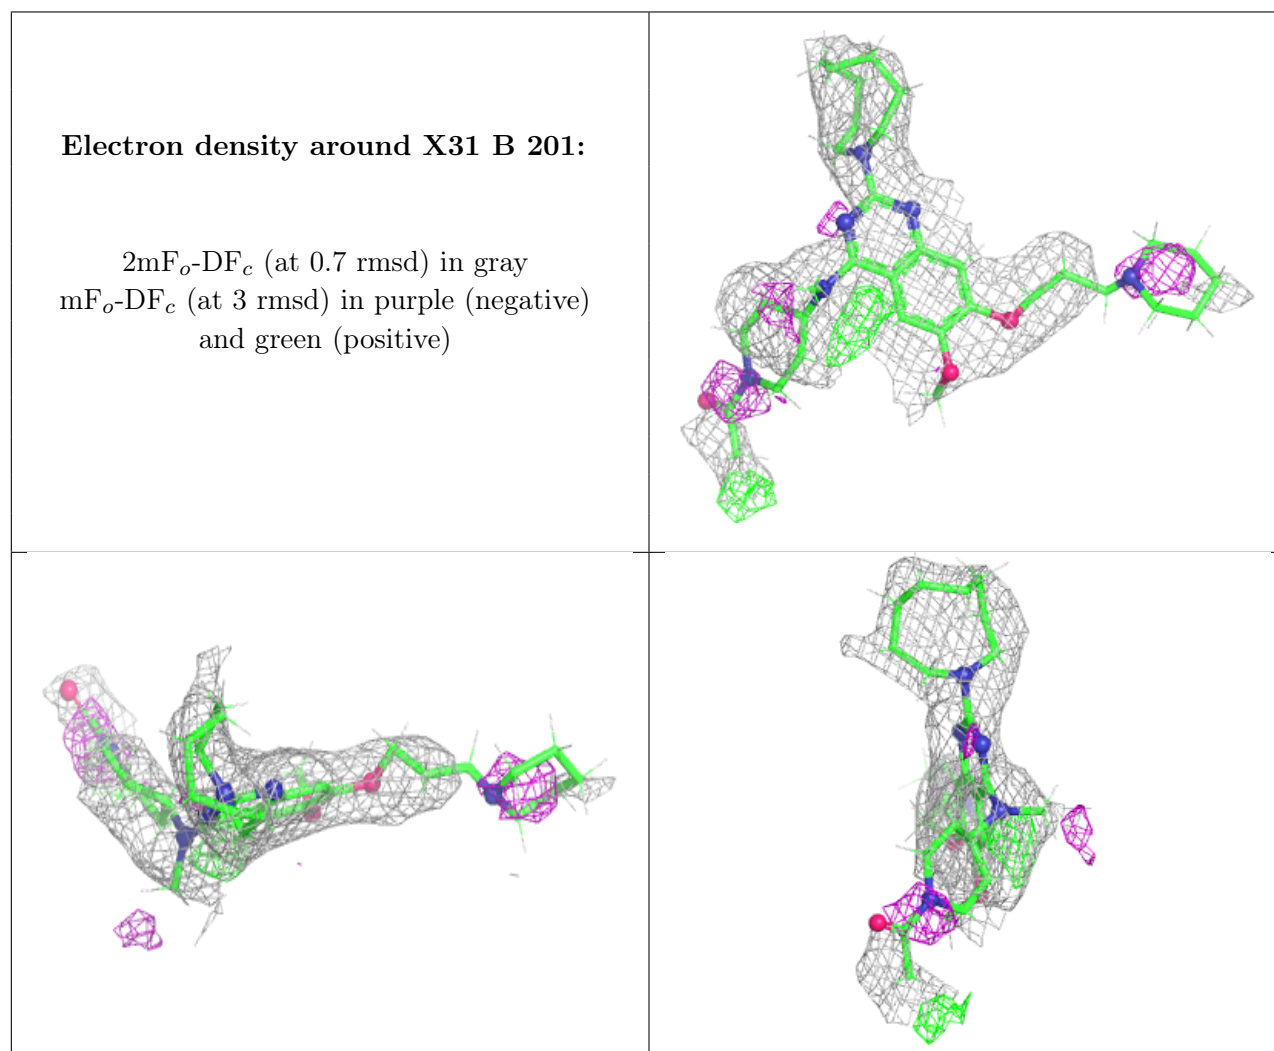 Electron density around X31 B 201:
2mFo-DFc (at 0.7 rmsd) in gray
mFo-DFc (at 3 rmsd) in purple (negative)
and green (positive)